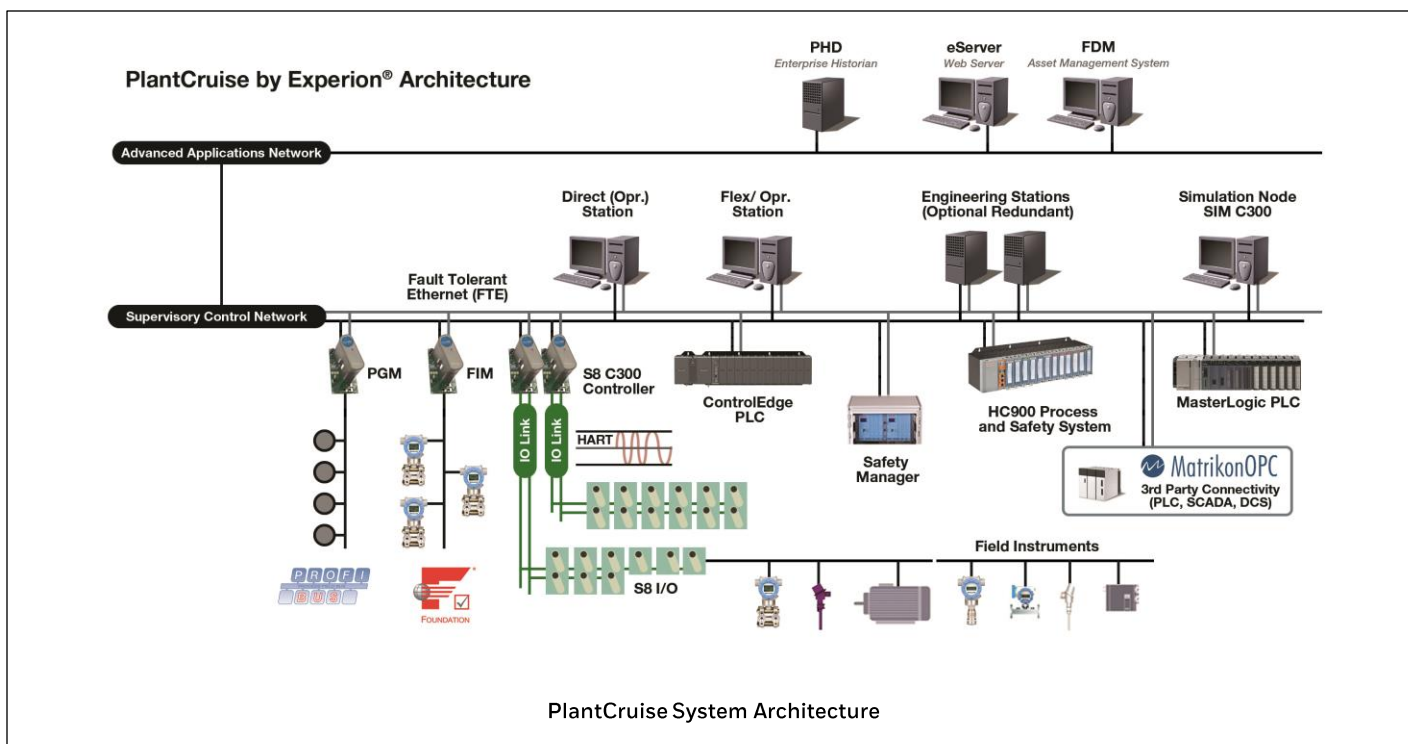 PlantCruise by Experion® Architecture
PHD
Enterprise Historian
eServer
Web Server
FDM
Asset Management System
Advanced Applications Network
Direct (Opr.)
Station
Flex/ Opr.
Station
Engineering Stations
(Optional Redundant)
Simulation Node
SIM C300
Fault Tolerant
Ethernet (FTE)
Supervisory Control Network
PGM
FIM
S8 C300
Controller
ControlEdge
PLC
Safety
Manager
HC900 Process
and Safety System
MasterLogic PLC
IO Link
IO Link
HART
MatrikonOPC
3rd Party Connectivity
(PLC, SCADA, DCS)
S8 I/O
Field Instruments
PROFI
BUS
FOUNDATION
PlantCruise System Architecture